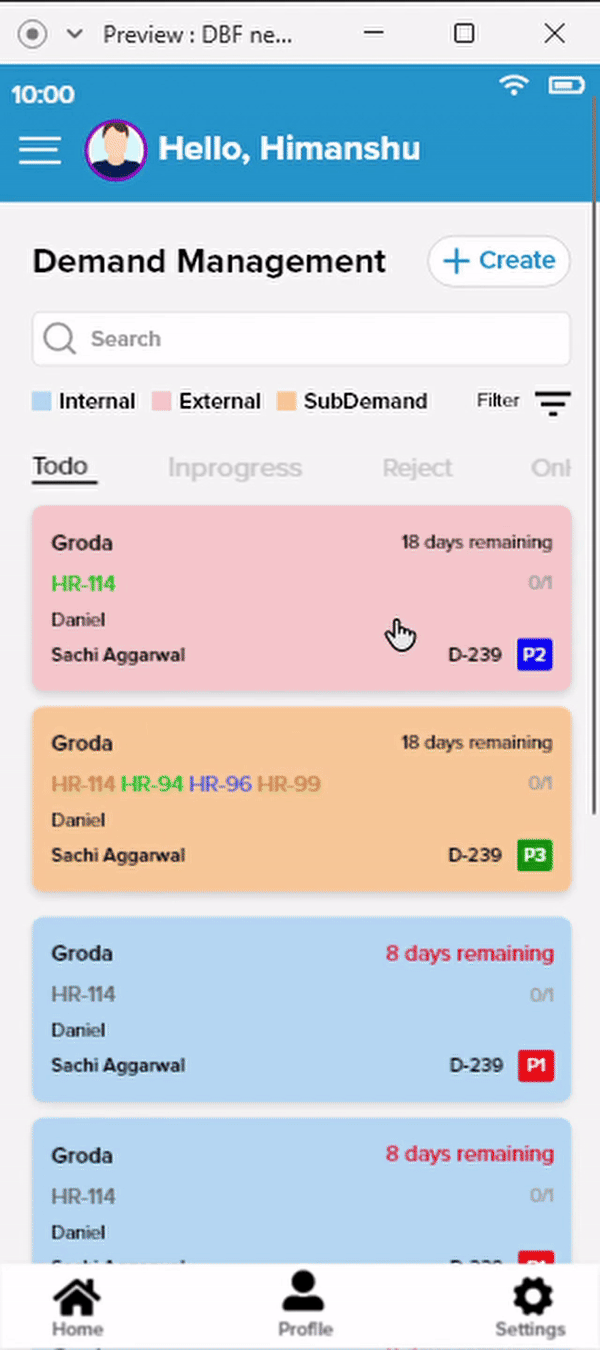 Preview : DBF ne...
10:00
Hello, Himanshu
Demand Management
+ Create
Search
Internal External SubDemand Filter
Todo Inprogress Reject
Groda 18 days remaining
HR-114 0/1
Daniel
Sachi Aggarwal D-239 P2
Groda 18 days remaining
HR-114 HR-94 HR-96 HR-99 0/1
Daniel
Sachi Aggarwal D-239 P3
Groda 8 days remaining
HR-114 0/1
Daniel
Sachi Aggarwal D-239 P1
Groda 8 days remaining
HR-114 0/1
Daniel
Home Profile Settings